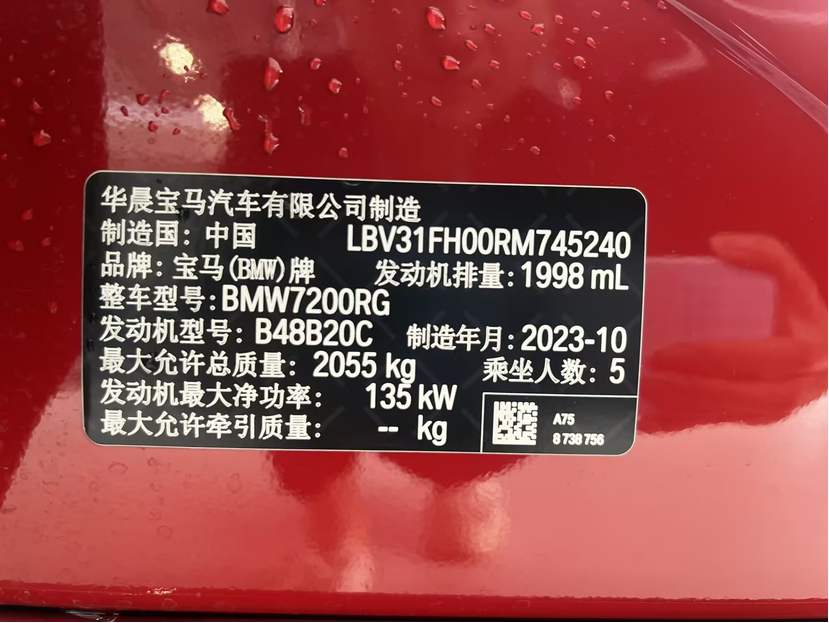 华晨宝马汽车有限公司制造
制造国：中国 LBV31FH00RM745240
品牌：宝马(BMW)牌 发动机排量：1998 mL
整车型号：BMW7200RG
发动机型号：B48B20C 制造年月：2023-10
最大允许总质量：2055 kg 乘坐人数：5
发动机最大净功率：135 kW
最大允许牵引质量：-- kg
A75
8 738 756